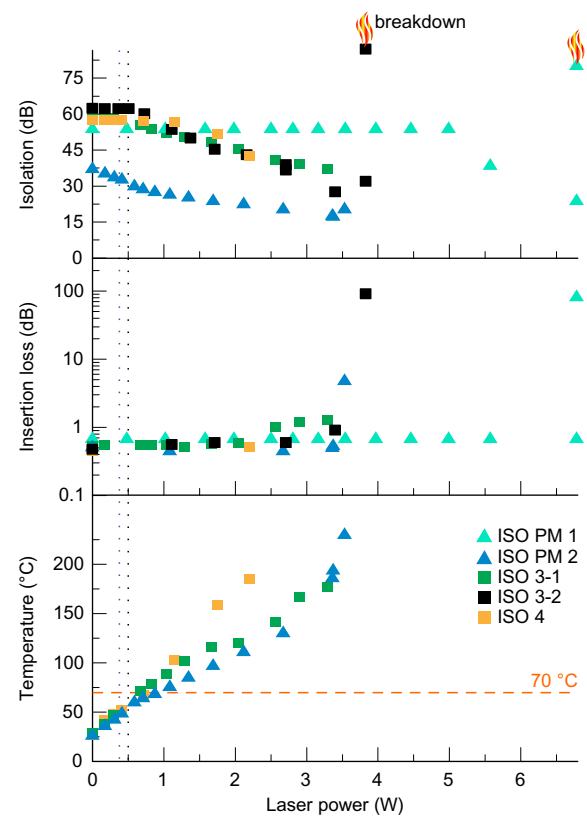 breakdown
75
60
45
30
15
0
Isolation (dB)
100
10
1
0.1
Insertion loss (dB)
ISO PM 1
ISO PM 2
ISO 3-1
ISO 3-2
ISO 4
200
150
100
50
0
Temperature (°C)
70 °C
0 1 2 3 4 5 6
Laser power (W)